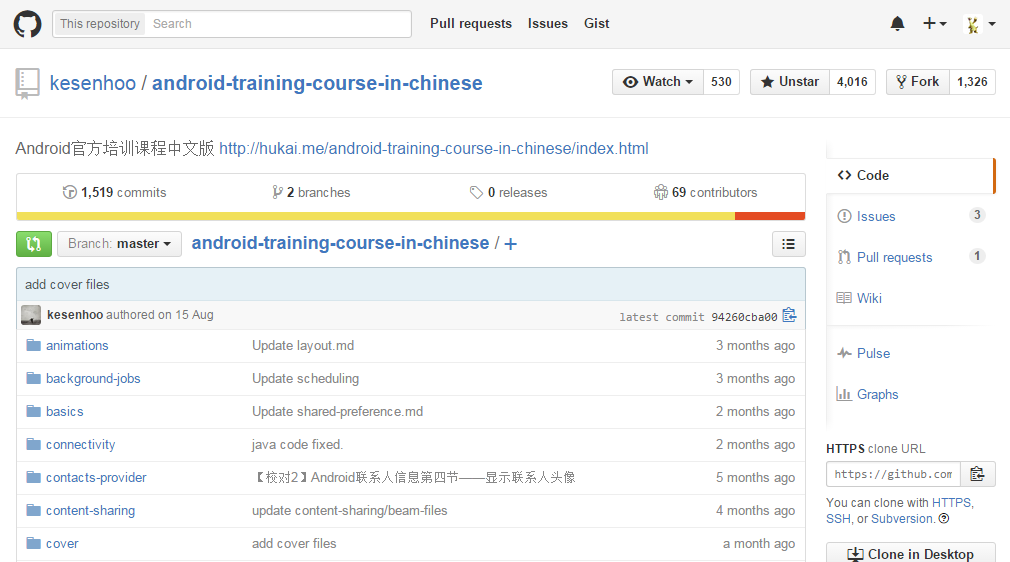 This repository Search Pull requests Issues Gist
kesenhoo / android-training-course-in-chinese Watch 530 Unstar 4,016 Fork 1,326
Android官方培训课程中文版 http://hukai.me/android-training-course-in-chinese/index.html
1,519 commits 2 branches 0 releases 69 contributors
Branch: master android-training-course-in-chinese / +
add cover files
kesenhoo authored on 15 Aug latest commit 94260cba00
animations Update layout.md 3 months ago
background-jobs Update scheduling 3 months ago
basics Update shared-preference.md 2 months ago
connectivity java code fixed. 2 months ago
contacts-provider 【校对2】Android联系人信息第四节——显示联系人头像 5 months ago
content-sharing update content-sharing/beam-files 4 months ago
cover add cover files a month ago
Code
Issues 3
Pull requests 1
Wiki
Pulse
Graphs
HTTPS clone URL
https://github.com
You can clone with HTTPS,
SSH, or Subversion.
Clone in Desktop